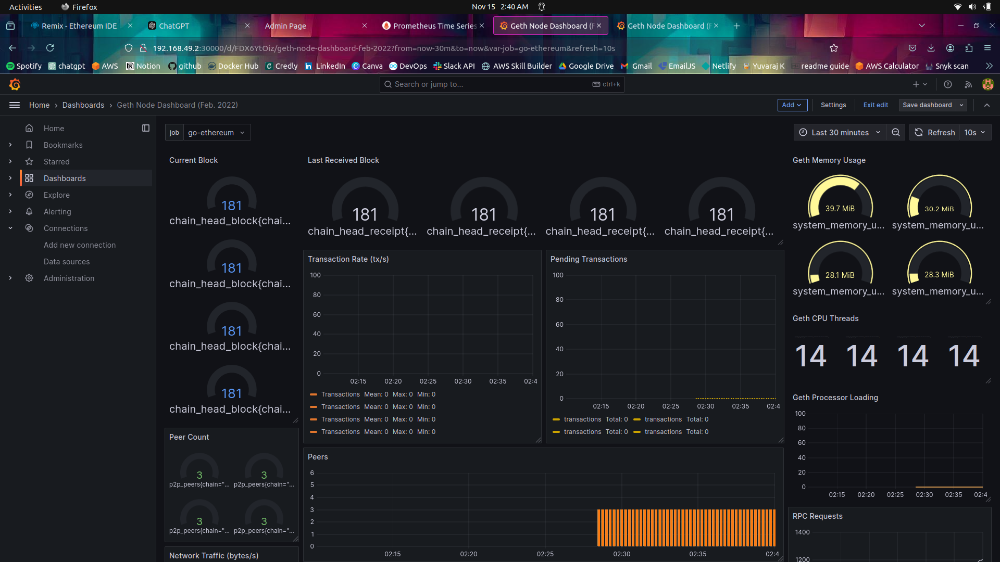 Activities Firefox Nov 15 2:40 AM
Remix - Ethereum IDE ChatGPT Admin Page Prometheus Time Series Geth Node Dashboard (F Geth Node Dashboard (F
192.168.49.2:30000/d/FDX6YtOiz/geth-node-dashboard-feb-2022?from=now-30m&to=now&var-job=go-ethereum&refresh=10s
Spotify chatgpt AWS Notion github Docker Hub Credly LinkedIn Canva DevOps Slack API AWS Skill Builder Google Drive Gmail EmailJS Netlify Yuvaraj K readme guide AWS Calculator Snyk scan
Search or jump to... ctrl+k
Home Dashboards Geth Node Dashboard (Feb. 2022) Add Settings Exit edit Save dashboard
Home
Bookmarks
Starred
Dashboards
Explore
Alerting
Connections
Add new connection
Data sources
Administration
job go-ethereum Last 30 minutes Refresh 10s
Current Block
181
chain_head_block{chai...
181
chain_head_block{chai...
181
chain_head_block{chai...
181
chain_head_block{chai...
Peer Count
3 3
p2p_peers{chain="... p2p_peers{chain="...
3 3
p2p_peers{chain="... p2p_peers{chain="...
Network Traffic (bytes/s)
Last Received Block
181 181 181 181
chain_head_receipt{... chain_head_receipt{... chain_head_receipt{... chain_head_receipt{...
Transaction Rate (tx/s)
100
80
60
40
20
0
02:15 02:20 02:25 02:30 02:35 02:4
Transactions Mean: 0 Max: 0 Min: 0
Transactions Mean: 0 Max: 0 Min: 0
Transactions Mean: 0 Max: 0 Min: 0
Transactions Mean: 0 Max: 0 Min: 0
Pending Transactions
100
80
60
40
20
0
02:15 02:20 02:25 02:30 02:35 02:4
transactions Total: 0 transactions Total: 0
transactions Total: 0 transactions Total: 0
Peers
6
5
4
3
2
1
0
02:15 02:20 02:25 02:30 02:35 02:4
Geth Memory Usage
39.7 MiB 30.2 MiB
system_memory_u... system_memory_u...
28.1 MiB 28.3 MiB
system_memory_u... system_memory_u...
Geth CPU Threads
14 14 14 14
Geth Processor Loading
100
80
60
40
20
0
02:15 02:20 02:25 02:30 02:35 02:4
RPC Requests
1400
1200